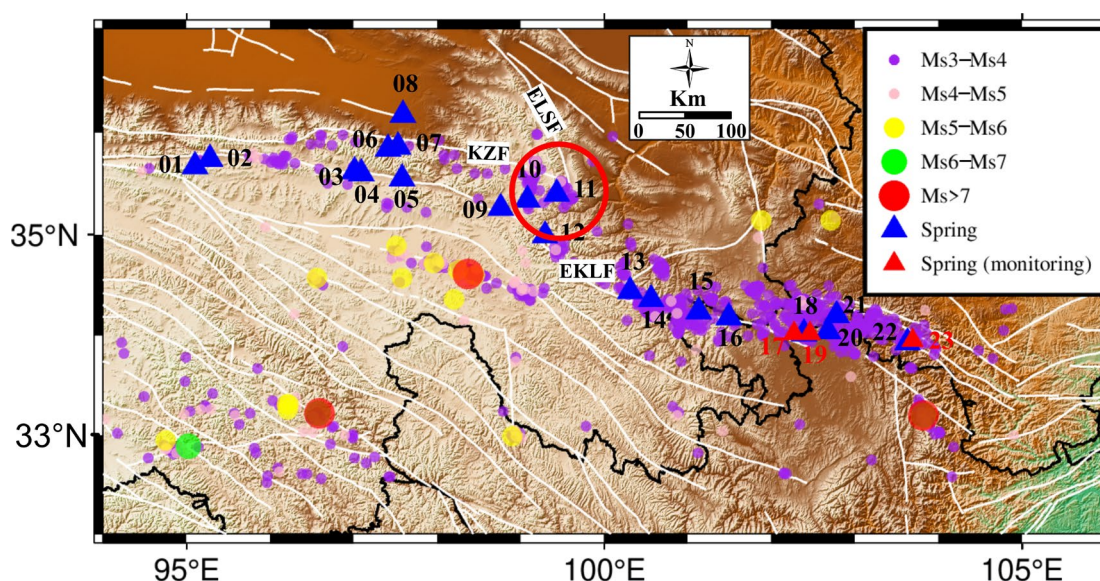 N
Km
0 50 100
Ms3−Ms4
Ms4−Ms5
Ms5−Ms6
Ms6−Ms7
Ms>7
Spring
Spring (monitoring)
08
ELSF
06
07
KZF
01
02
03
04
05
10
11
09
12
35°N
EKLF
13
15
14
16
18
21
17
19
20
22
23
33°N
95°E
100°E
105°E